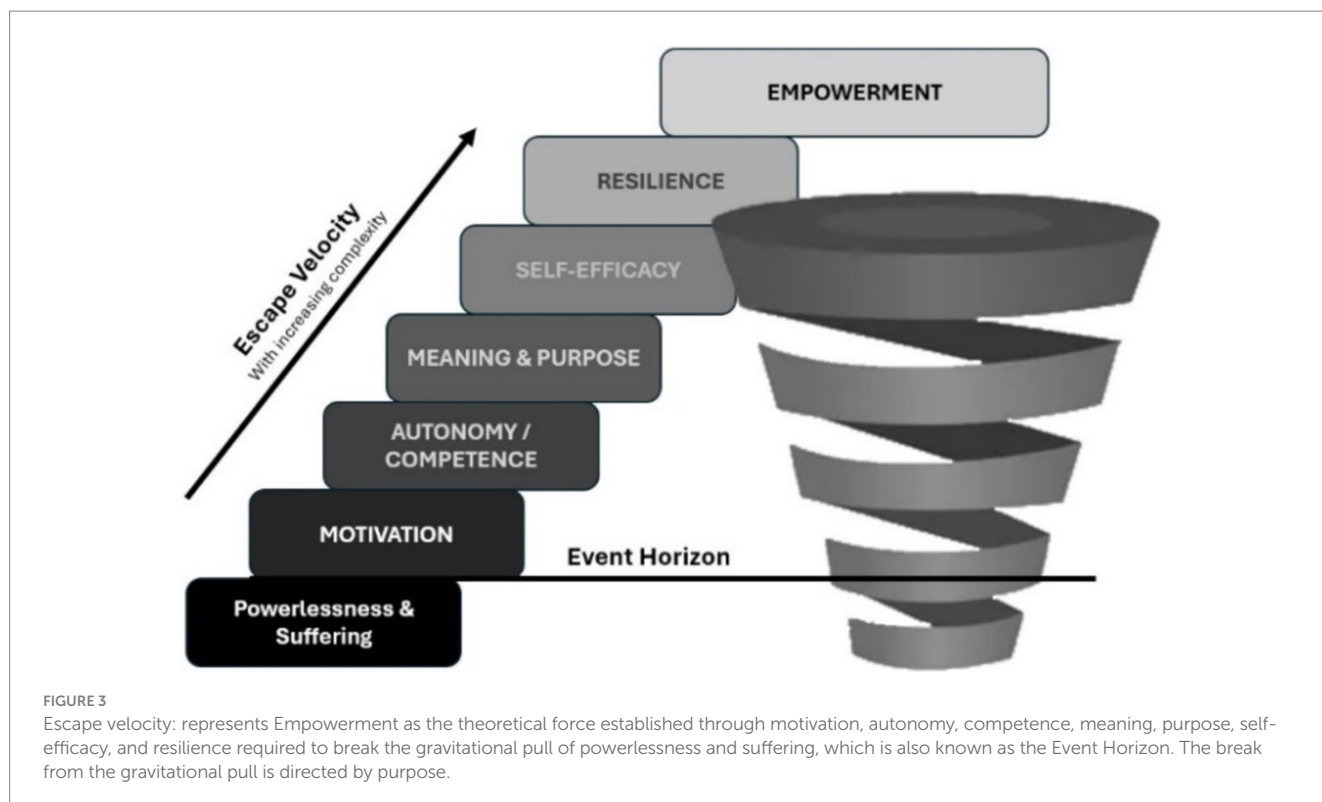 EMPOWERMENT
RESILIENCE
SELF-EFFICACY
MEANING & PURPOSE
AUTONOMY /
COMPETENCE
MOTIVATION
Powerlessness &
Suffering
Escape Velocity
With increasing complexity
Event Horizon
FIGURE 3
Escape velocity: represents Empowerment as the theoretical force established through motivation, autonomy, competence, meaning, purpose, self-
efficacy, and resilience required to break the gravitational pull of powerlessness and suffering, which is also known as the Event Horizon. The break
from the gravitational pull is directed by purpose.